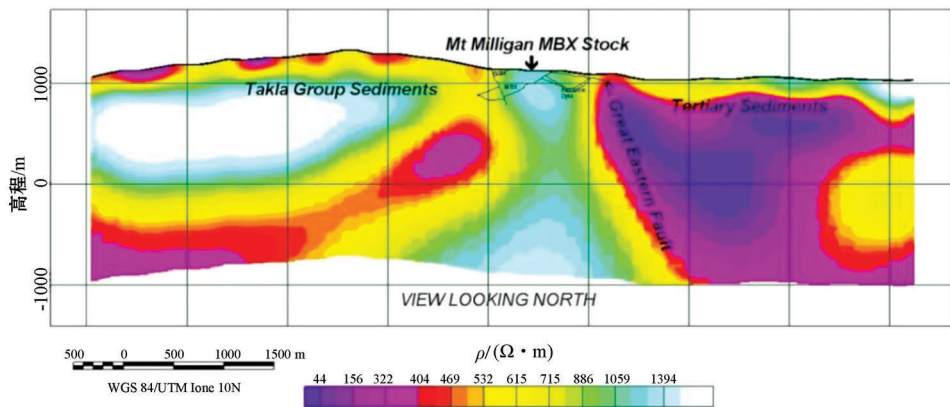 Mt Milligan MBX Stock
1000
Takla Group Sediments
MBX
Tertiary Sediments
Great Eastern Fault
高程/m
0
-1000
VIEW LOOKING NORTH
500 0 500 1000 1500 m
WGS 84/UTM Ione 10N
ρ/(Ω·m)
44 156 322 404 469 532 615 715 886 1059 1394